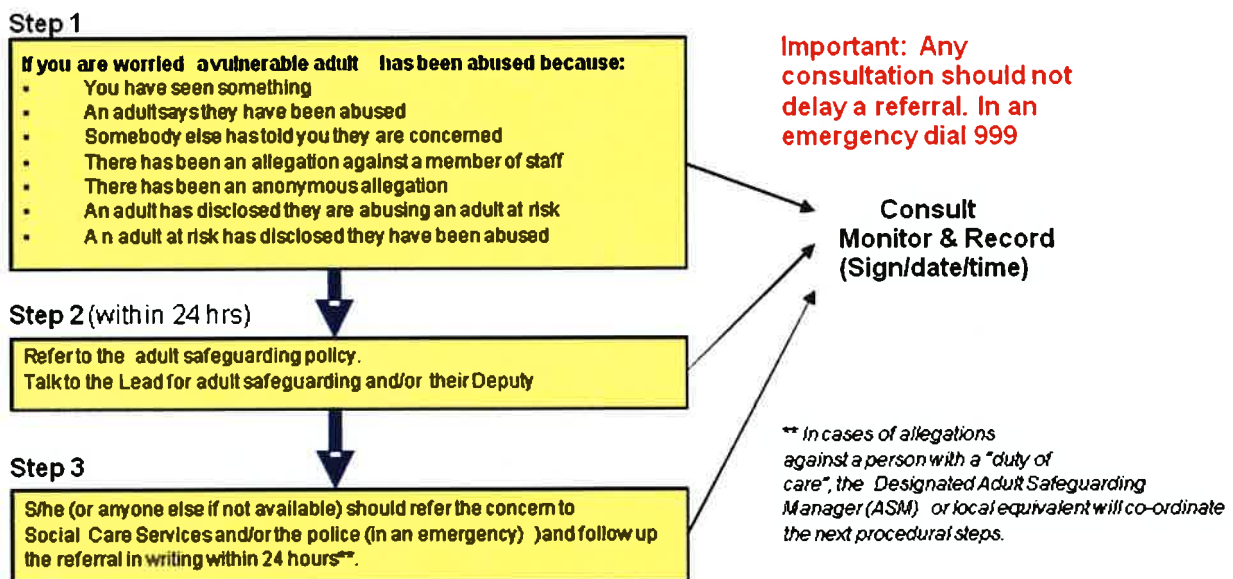 Step 1
If you are worried a vulnerable adult has been abused because:
▪ You have seen something
▪ An adult says they have been abused
▪ Somebody else has told you they are concerned
▪ There has been an allegation against a member of staff
▪ There has been an anonymous allegation
▪ An adult has disclosed they are abusing an adult at risk
▪ An adult at risk has disclosed they have been abused
Important: Any
consultation should not
delay a referral. In an
emergency dial 999
Consult
Monitor & Record
(Sign/date/time)
Step 2 (within 24 hrs)
Refer to the adult safeguarding policy.
Talk to the Lead for adult safeguarding and/or their Deputy
Step 3
S/he (or anyone else if not available) should refer the concern to
Social Care Services and/or the police (in an emergency) )and follow up
the referral in writing within 24 hours**.
** In cases of allegations
against a person with a "duty of
care", the Designated Adult Safeguarding
Manager (ASM) or local equivalent will co-ordinate
the next procedural steps.